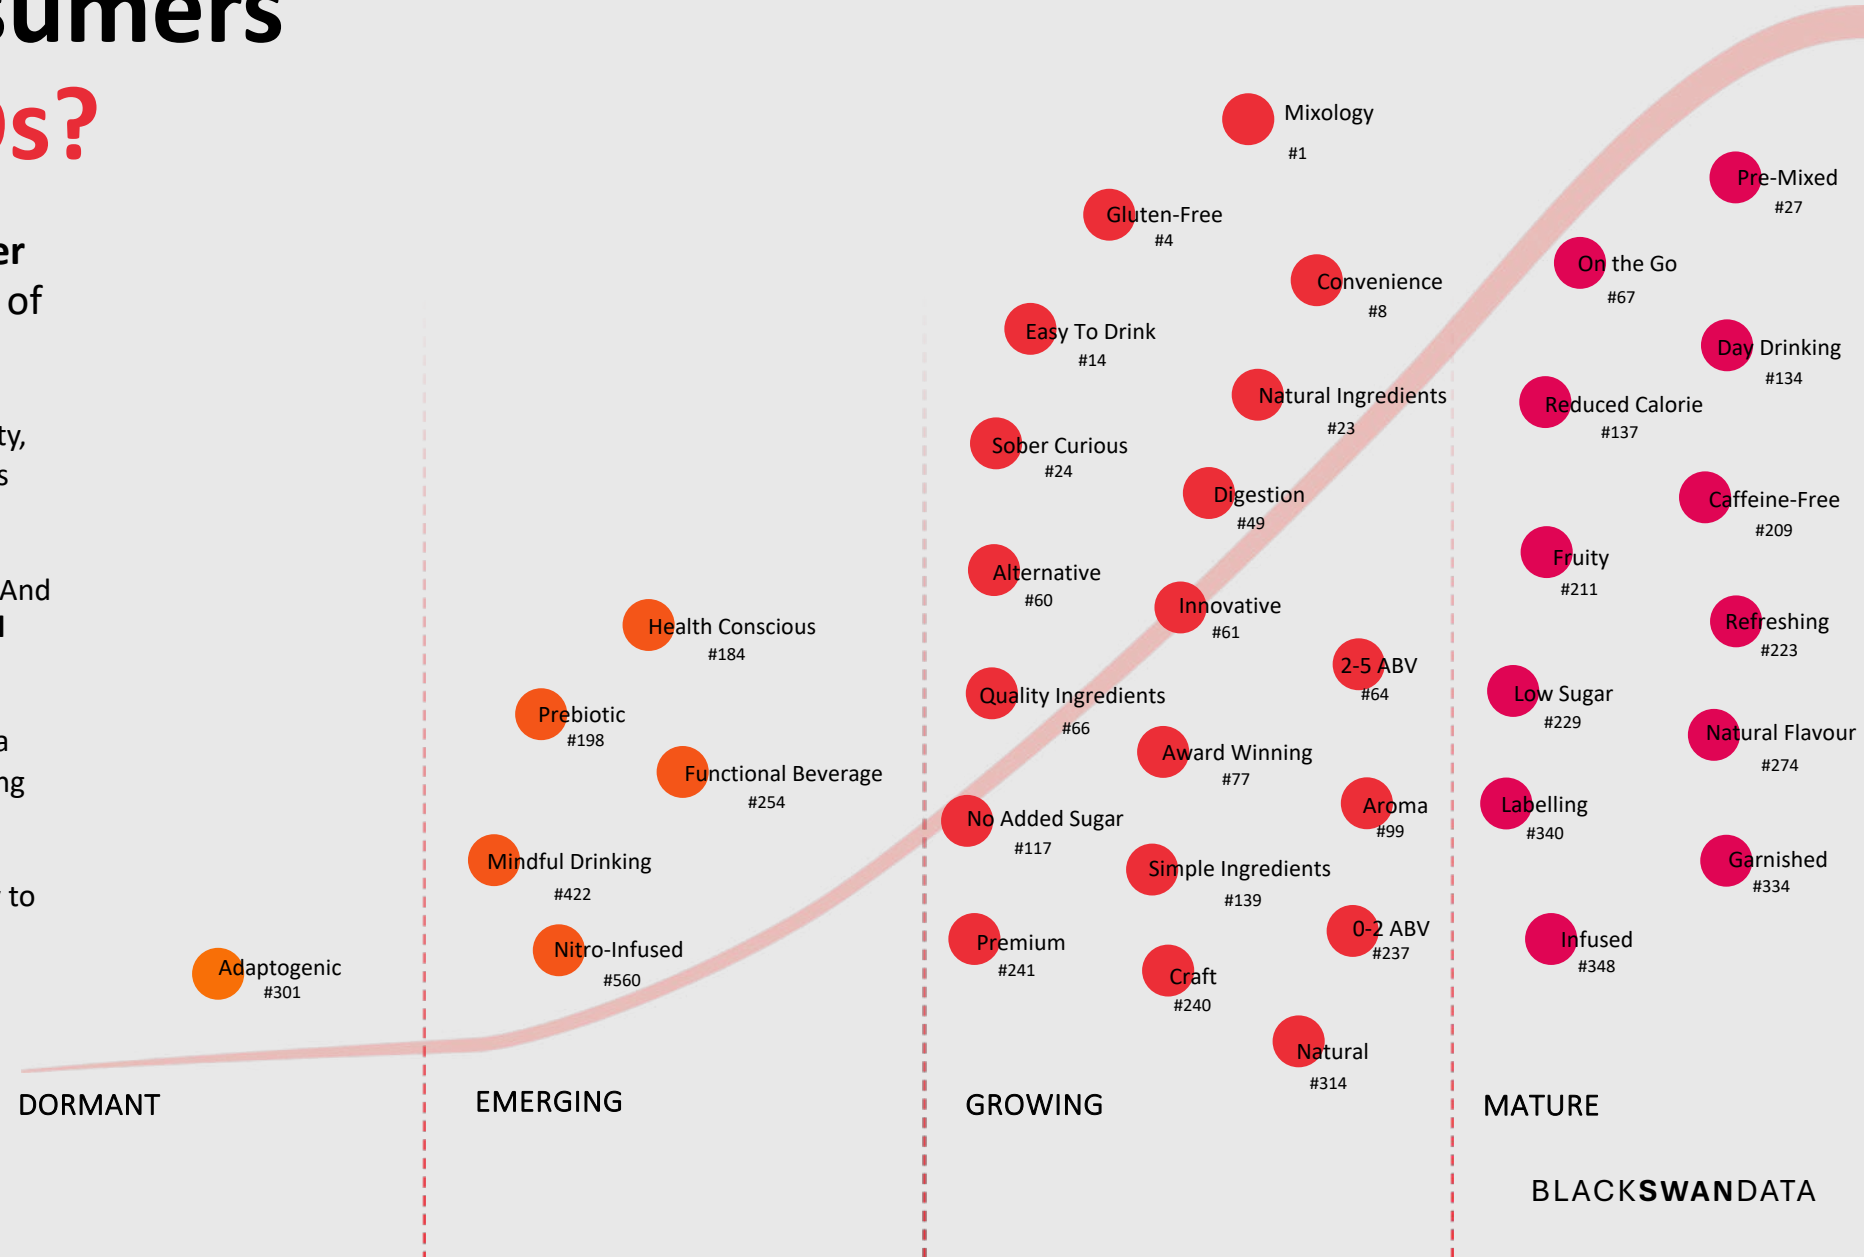 sumers
s?
er
of
ty,
s
And
a
ng
to
Mixology
#1
Gluten-Free
#4
Convenience
#8
Easy To Drink
#14
Natural Ingredients
#23
Sober Curious
#24
Digestion
#49
Alternative
#60
Innovative
#61
2-5 ABV
#64
Quality Ingredients
#66
Award Winning
#77
Aroma
#99
No Added Sugar
#117
Simple Ingredients
#139
0-2 ABV
#237
Premium
#241
Craft
#240
Natural
#314
Health Conscious
#184
Prebiotic
#198
Functional Beverage
#254
Mindful Drinking
#422
Nitro-Infused
#560
Adaptogenic
#301
Pre-Mixed
#27
On the Go
#67
Day Drinking
#134
Reduced Calorie
#137
Caffeine-Free
#209
Fruity
#211
Refreshing
#223
Low Sugar
#229
Natural Flavour
#274
Labelling
#340
Garnished
#334
Infused
#348
DORMANT
EMERGING
GROWING
MATURE
BLACKSWANDATA